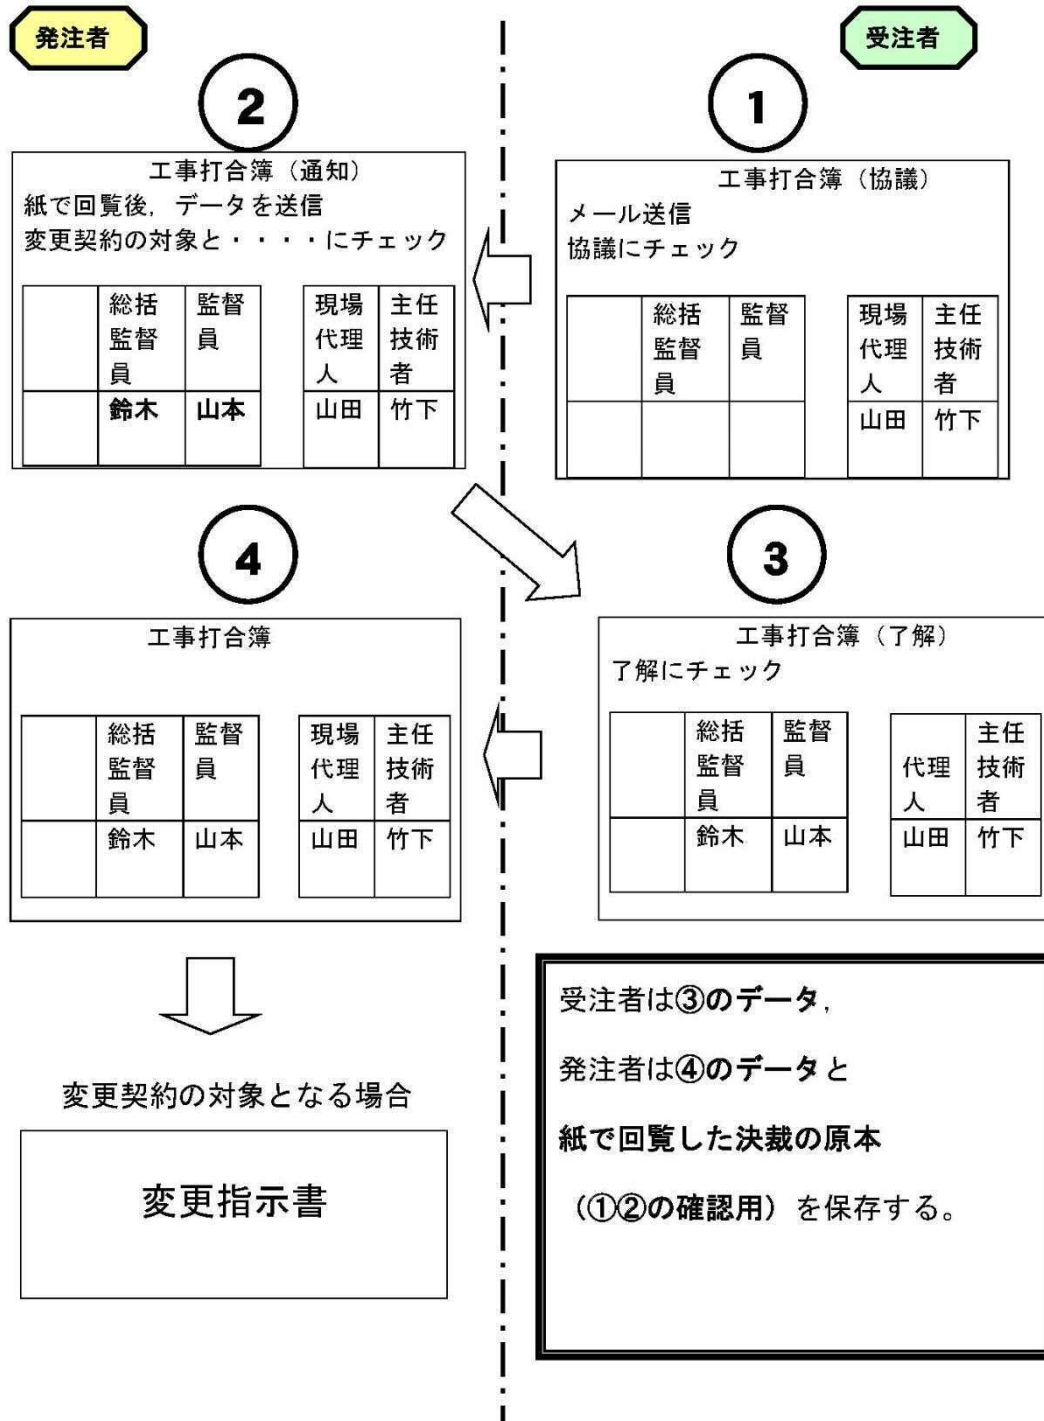 発注者
受注者
2
1
工事打合簿（通知）
紙で回覧後，データを送信
変更契約の対象と・・・・にチェック
総括監督員 監督員 現場代理人 主任技術者
鈴木 山本 山田 竹下
工事打合簿（協議）
メール送信
協議にチェック
総括監督員 監督員 現場代理人 主任技術者
山田 竹下
4
3
工事打合簿
総括監督員 監督員 現場代理人 主任技術者
鈴木 山本 山田 竹下
工事打合簿（了解）
了解にチェック
総括監督員 監督員 代理人 主任技術者
鈴木 山本 山田 竹下
変更契約の対象となる場合
変更指示書
受注者は③のデータ，
発注者は④のデータと
紙で回覧した決裁の原本
（①②の確認用）を保存する。